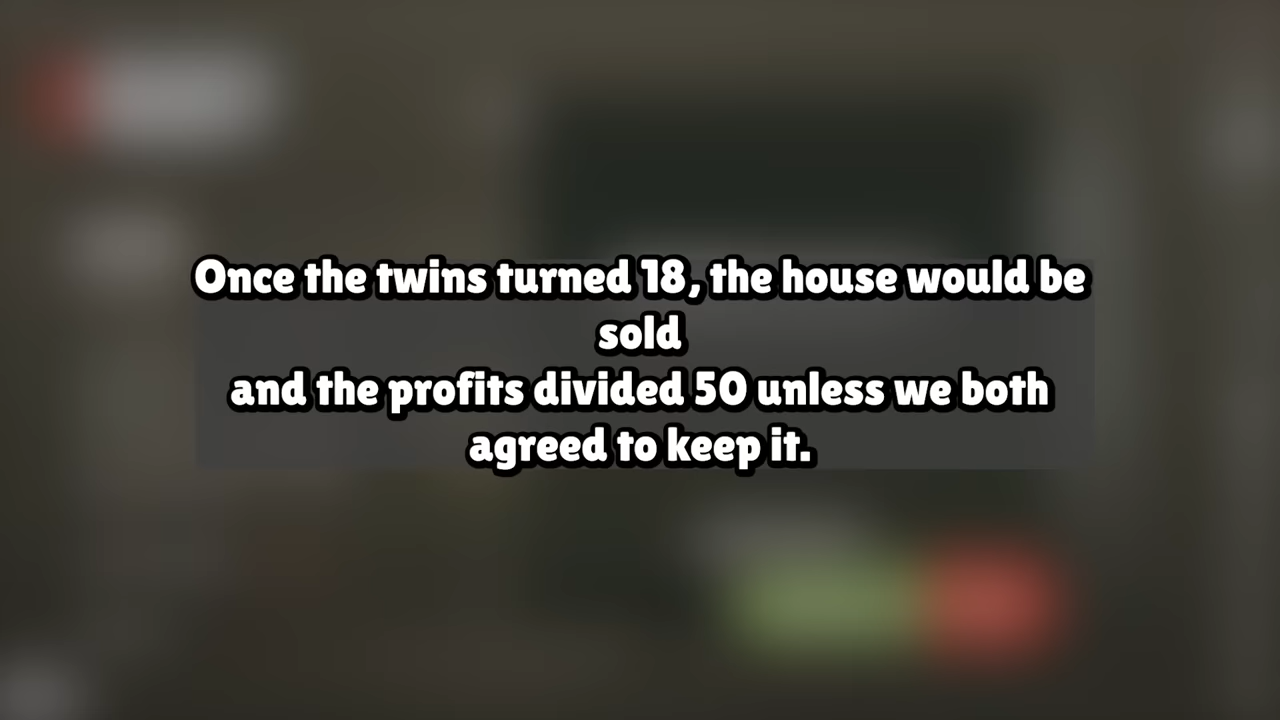 Once the twins turned 18, the house would be
sold
and the profits divided 50 unless we both
agreed to keep it.